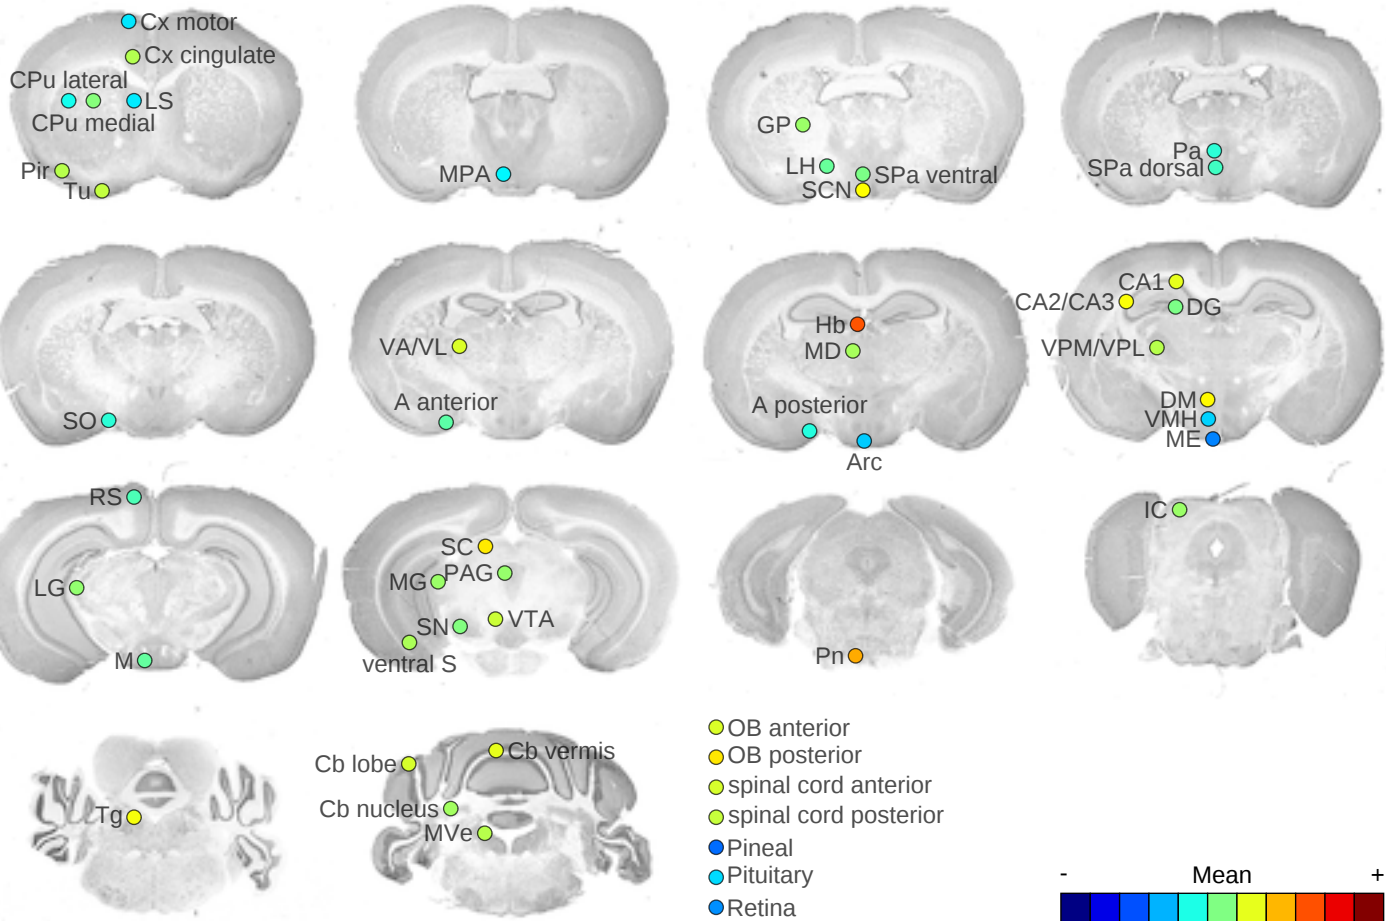 Cx motor
Cx cingulate
CPu lateral
LS
CPu medial
Pir
Tu
MPA
GP
LH
SPa ventral
SCN
Pa
SPa dorsal
SO
VA/VL
A anterior
Hb
MD
A posterior
Arc
CA1
CA2/CA3
DG
VPM/VPL
DM
VMH
ME
RS
LG
M
SC
MG
PAG
SN
VTA
ventral S
Pn
IC
Tg
Cb lobe
Cb vermis
Cb nucleus
MVe
OB anterior
OB posterior
spinal cord anterior
spinal cord posterior
Pineal
Pituitary
Retina
- Mean +